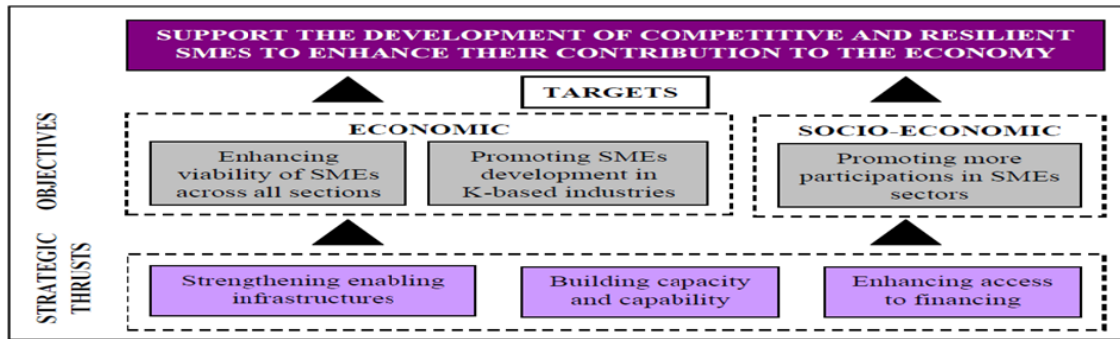 SUPPORT THE DEVELOPMENT OF COMPETITIVE AND RESILIENT
SMES TO ENHANCE THEIR CONTRIBUTION TO THE ECONOMY
TARGETS
OBJECTIVES
ECONOMIC
Enhancing
viability of SMEs
across all sections
Promoting SMEs
development in
K-based industries
SOCIO-ECONOMIC
Promoting more
participations in SMEs
sectors
STRATEGIC
THRUSTS
Strengthening enabling
infrastructures
Building capacity
and capability
Enhancing access
to financing